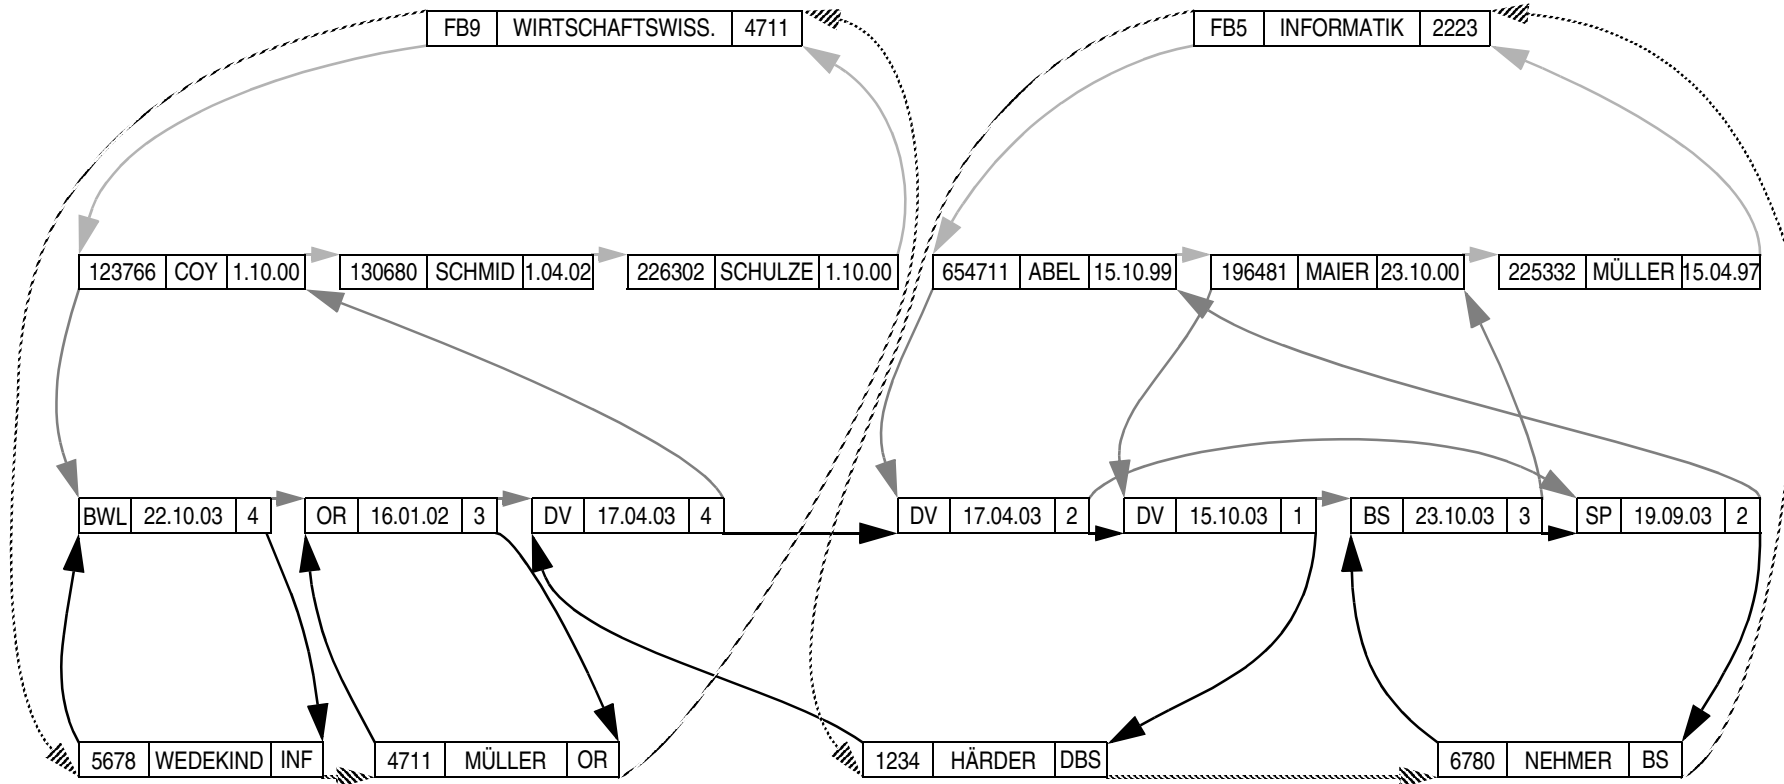 FB9 WIRTSCHAFTSWISS. 4711 FB5 INFORMATIK 2223
123766 COY 1.10.00 130680 SCHMID 1.04.02 226302 SCHULZE 1.10.00 654711 ABEL 15.10.99 196481 MAIER 23.10.00 225332 MÜLLER 15.04.97
BWL 22.10.03 4 OR 16.01.02 3 DV 17.04.03 4 DV 17.04.03 2 DV 15.10.03 1 BS 23.10.03 3 SP 19.09.03 2
5678 WEDEKIND INF 4711 MÜLLER OR 1234 HÄRDER DBS 6780 NEHMER BS